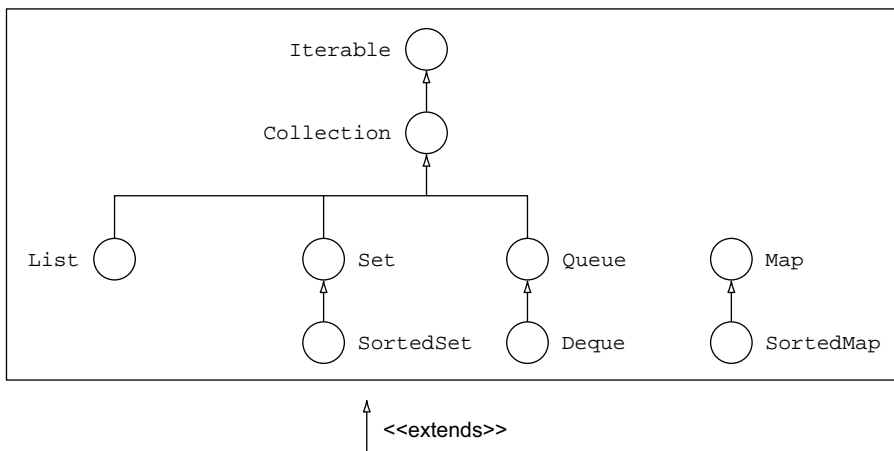 Iterable
Collection
List
Set
Queue
Map
SortedSet
Deque
SortedMap
<<extends>>